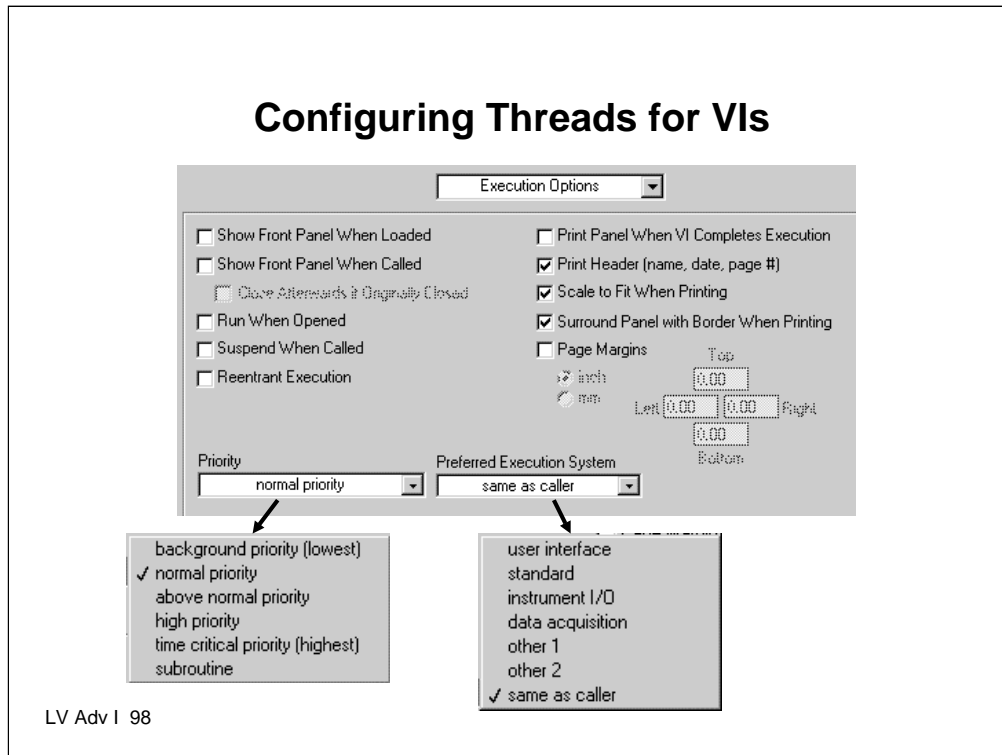 Configuring Threads for VIs
Execution Options
Show Front Panel When Loaded
Show Front Panel When Called
Close Afterwards if Originally Closed
Run When Opened
Suspend When Called
Reentrant Execution
Print Panel When VI Completes Execution
Print Header (name, date, page #)
Scale to Fit When Printing
Surround Panel with Border When Printing
Page Margins
inch
mm
Top
0.00
Left 0.00 0.00 Right
0.00
Bottom
Priority
normal priority
Preferred Execution System
same as caller
background priority (lowest)
✓ normal priority
above normal priority
high priority
time critical priority (highest)
subroutine
user interface
standard
instrument I/O
data acquisition
other 1
other 2
✓ same as caller
LV Adv I 98